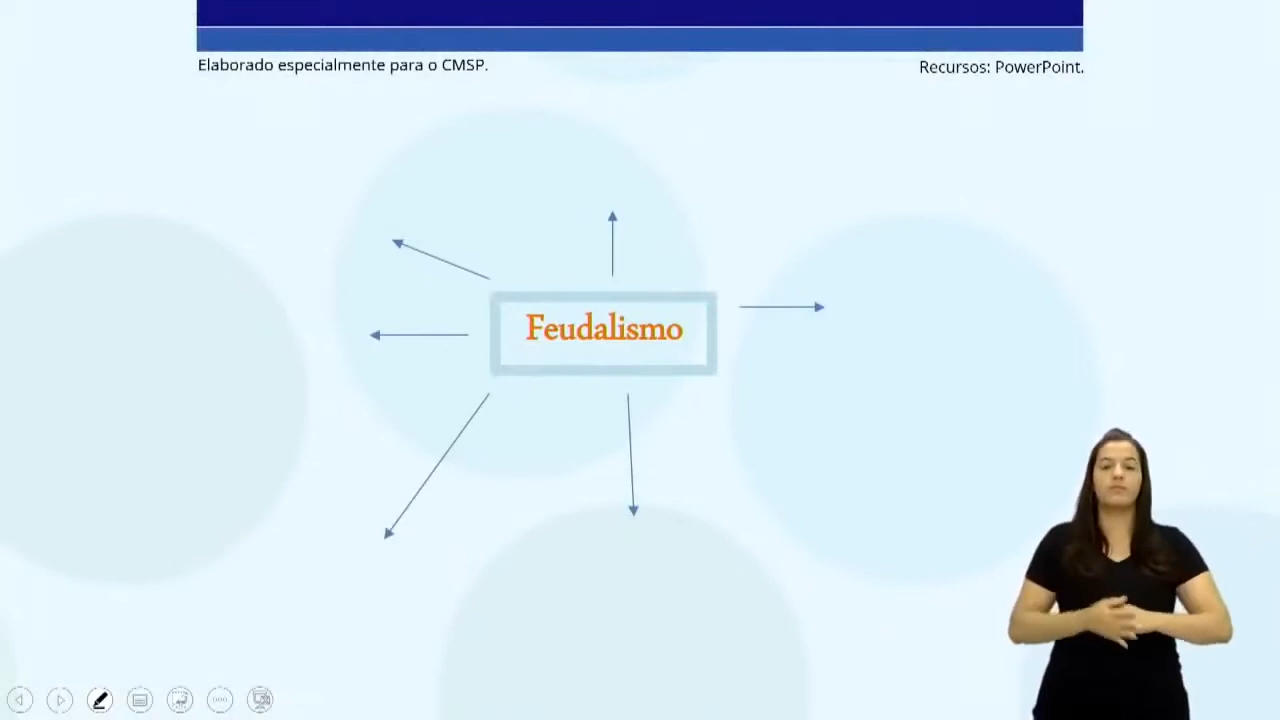 Elaborado especialmente para o CMSP.
Recursos: PowerPoint.
Feudalismo